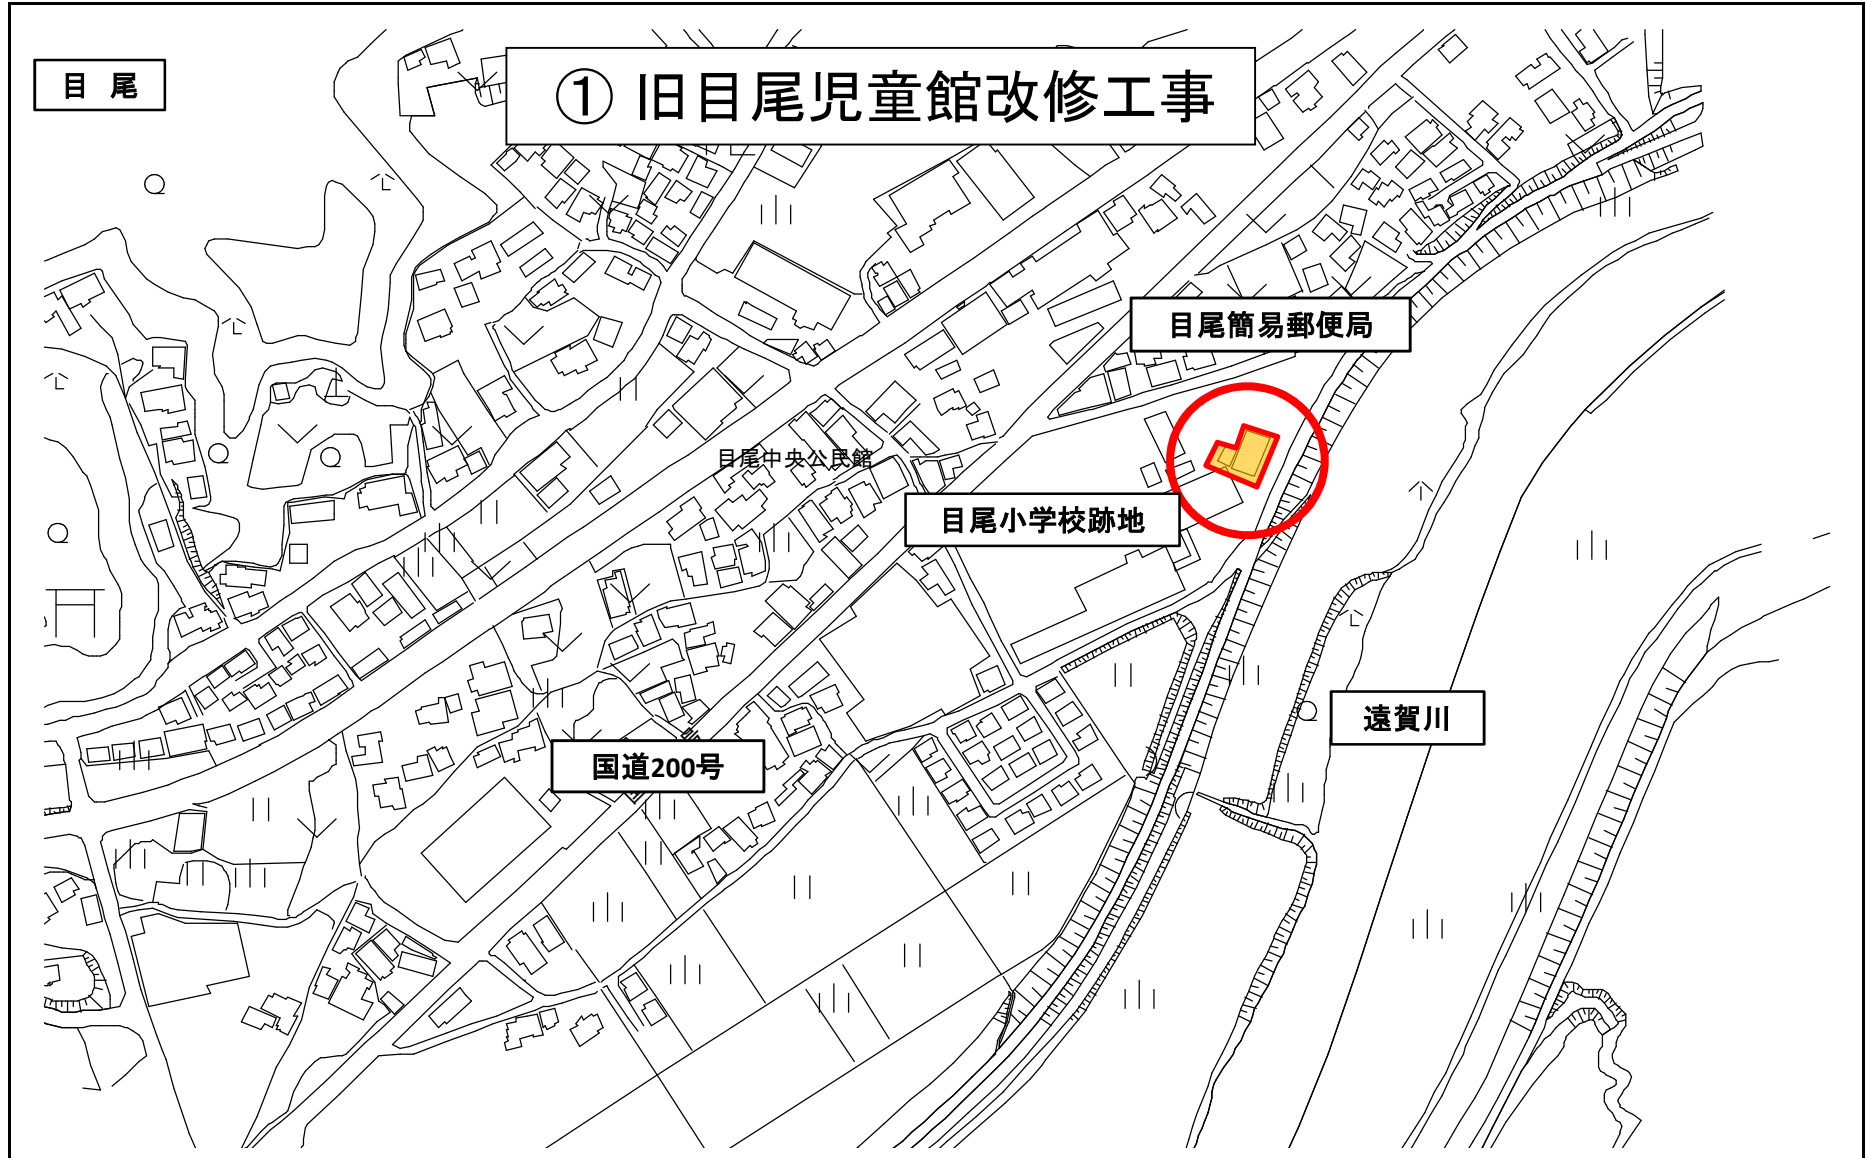 目 尾
① 旧目尾児童館改修工事
目尾簡易郵便局
目尾中央公民館
目尾小学校跡地
遠賀川
国道200号